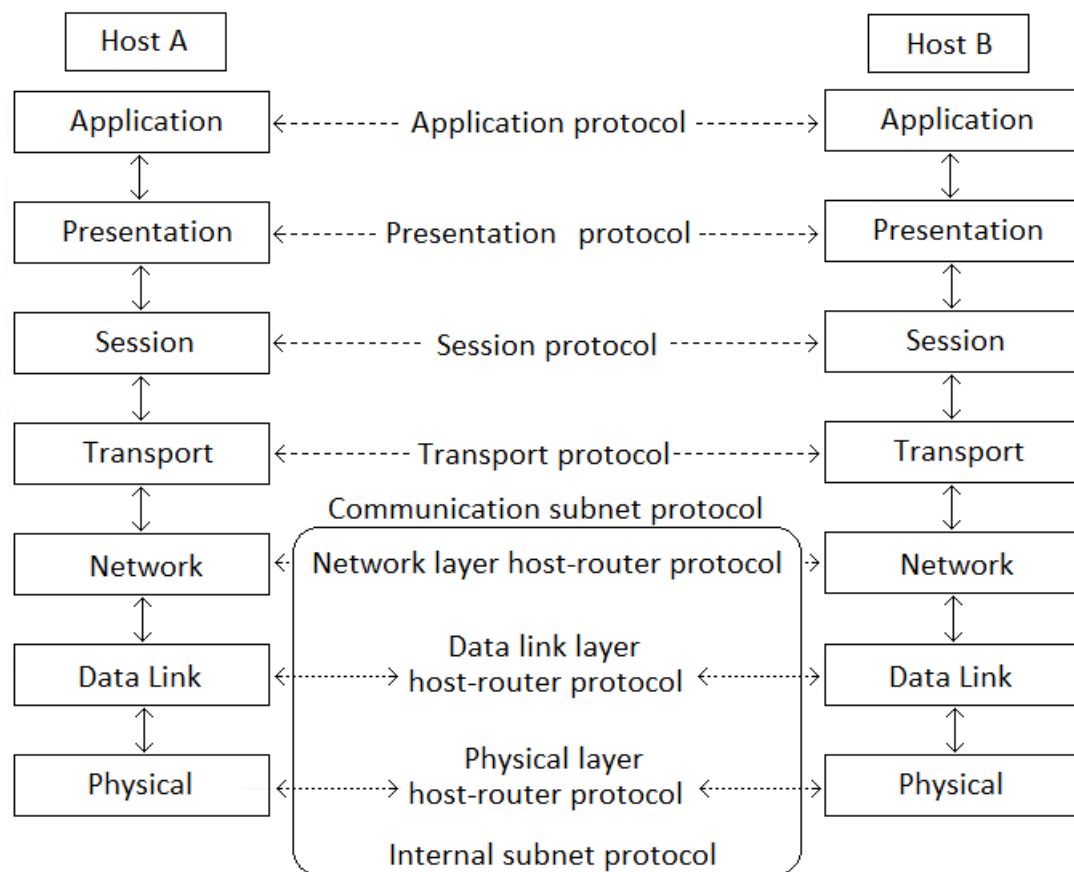 Host A
Host B
Application
Application protocol
Application
Presentation
Presentation protocol
Presentation
Session
Session protocol
Session
Transport
Transport protocol
Transport
Communication subnet protocol
Network
Network layer host-router protocol
Network
Data Link
Data link layer
host-router protocol
Data Link
Physical
Physical layer
host-router protocol
Physical
Internal subnet protocol